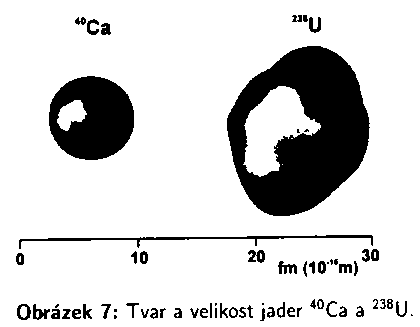 ⁴⁰Ca ²³⁸U
0 10 20 30
fm (10⁻¹⁵m)
Obrázek 7: Tvar a velikost jader ⁴⁰Ca a ²³⁸U.